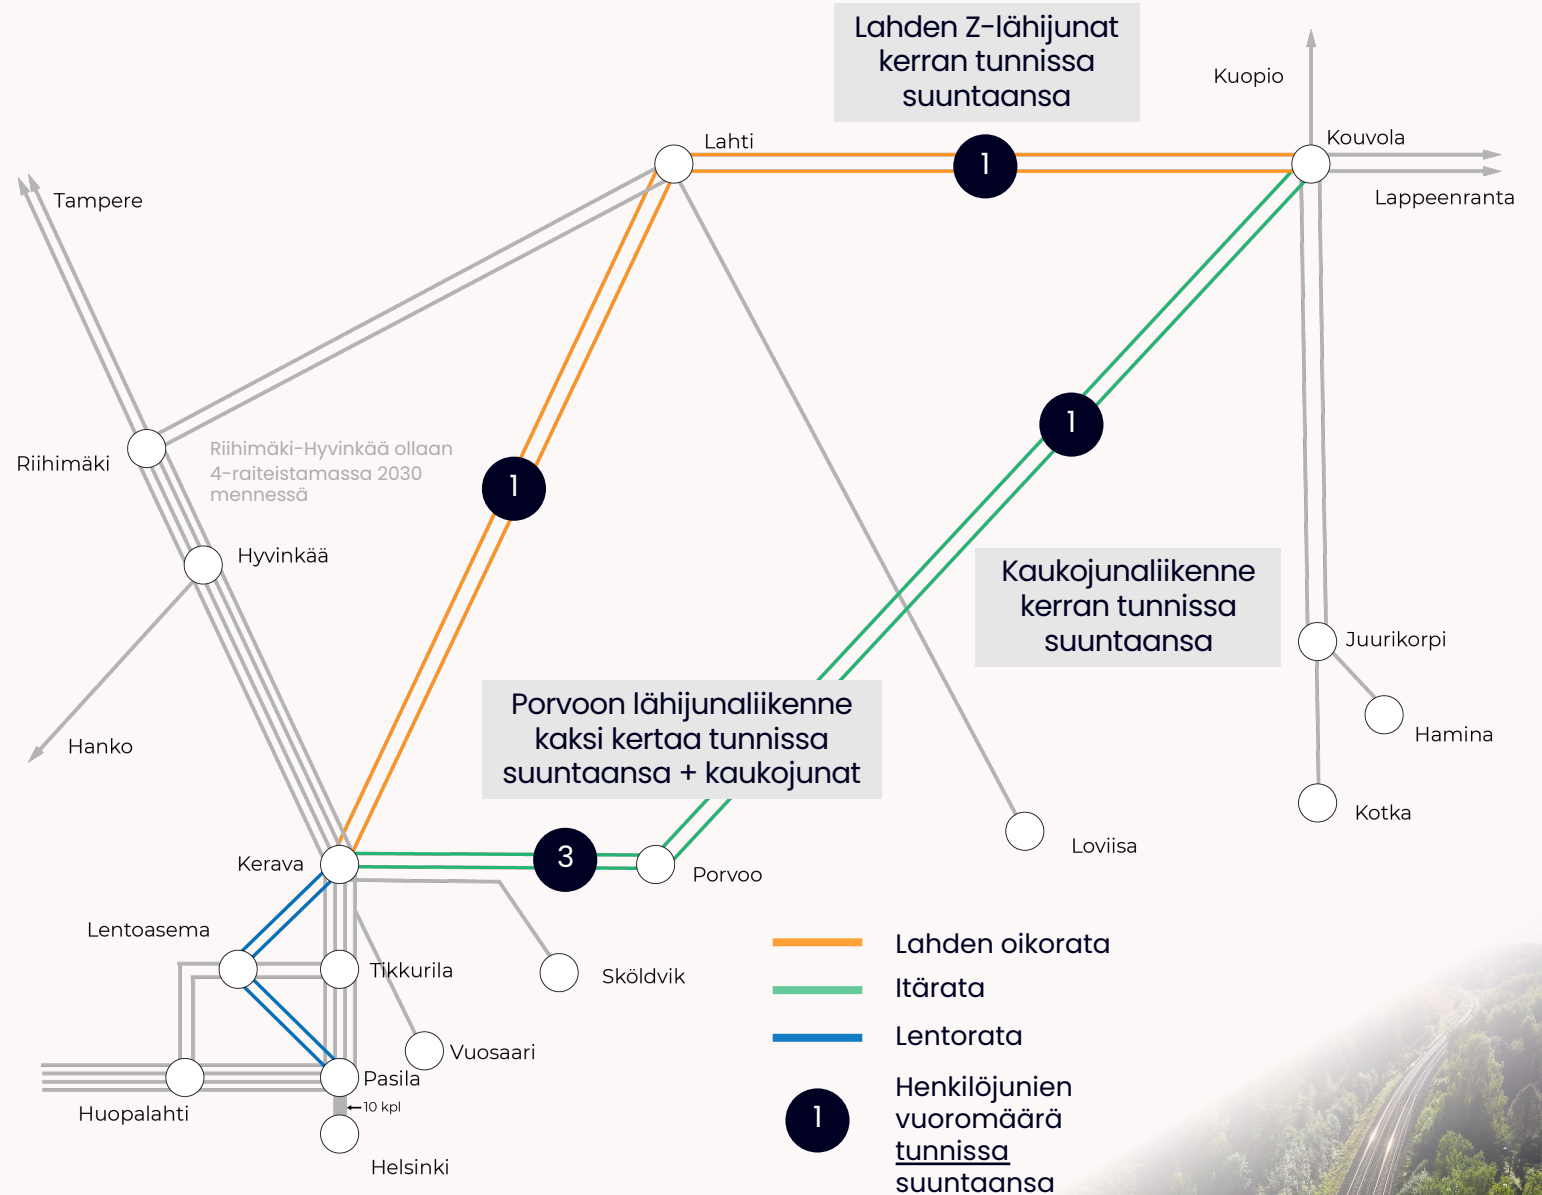 Lahden Z-lähijunat
kerran tunnissa
suuntaansa
Kuopio
Lahti
Kouvola
1
Tampere
Lappeenranta
1
Riihimäki
Riihimäki-Hyvinkää ollaan
4-raiteistamassa 2030
mennessä
1
Hyvinkää
Kaukojunaliikenne
kerran tunnissa
suuntaansa
Juurikorpi
Hanko
Hamina
Porvoon lähijunaliikenne
kaksi kertaa tunnissa
suuntaansa + kaukojunat
Kotka
Loviisa
Kerava
3
Porvoo
Lentoasema
Tikkurila
Sköldvik
Vuosaari
Pasila
10 kpl
Huopalahti
Helsinki
Lahden oikorata
Itärata
Lentorata
1
Henkilöjunien
vuoromäärä
tunnissa
suuntaansa